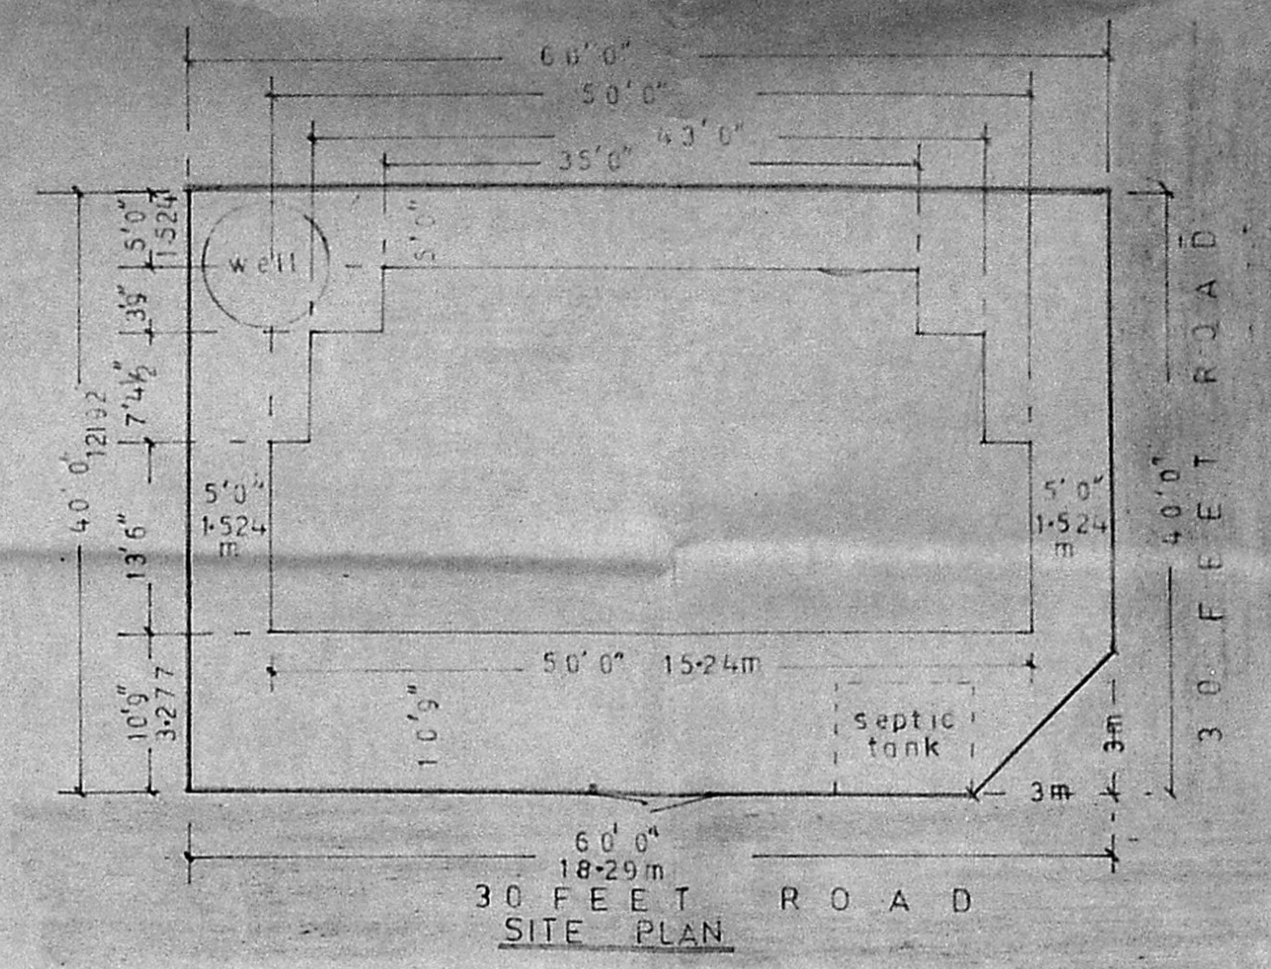 60'0"
50'0"
43'0"
35'0"
5'0"
1.524
5'0"
well
3'9"
7'4½"
40'0"
12192
13'6"
5'0"
1.524
m
5'0"
1.524
m
40'0"
30 FEET ROAD
50'0" 15.24m
10'9"
3.277
10'9"
septic
tank
3m
3m
60'0"
18.29m
30 FEET ROAD
SITE PLAN